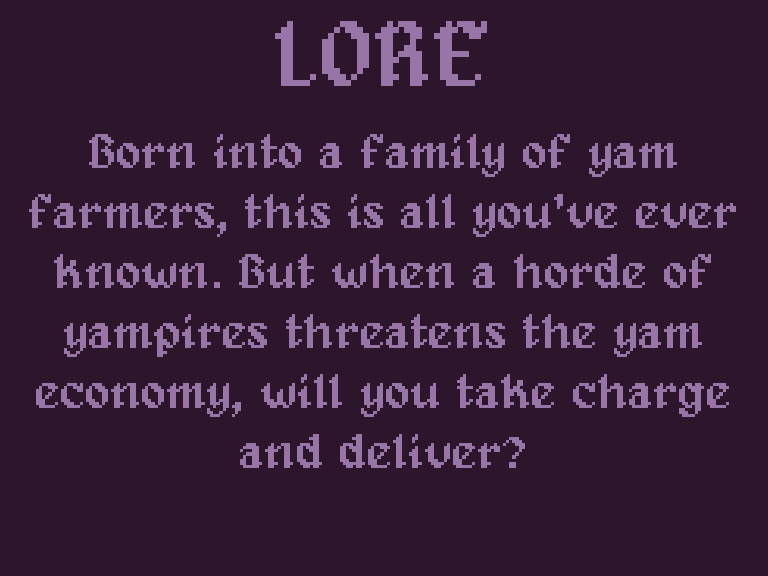 LORE
Born into a family of yam
farmers, this is all you've ever
known. But when a horde of
yampires threatens the yam
economy, will you take charge
and deliver?